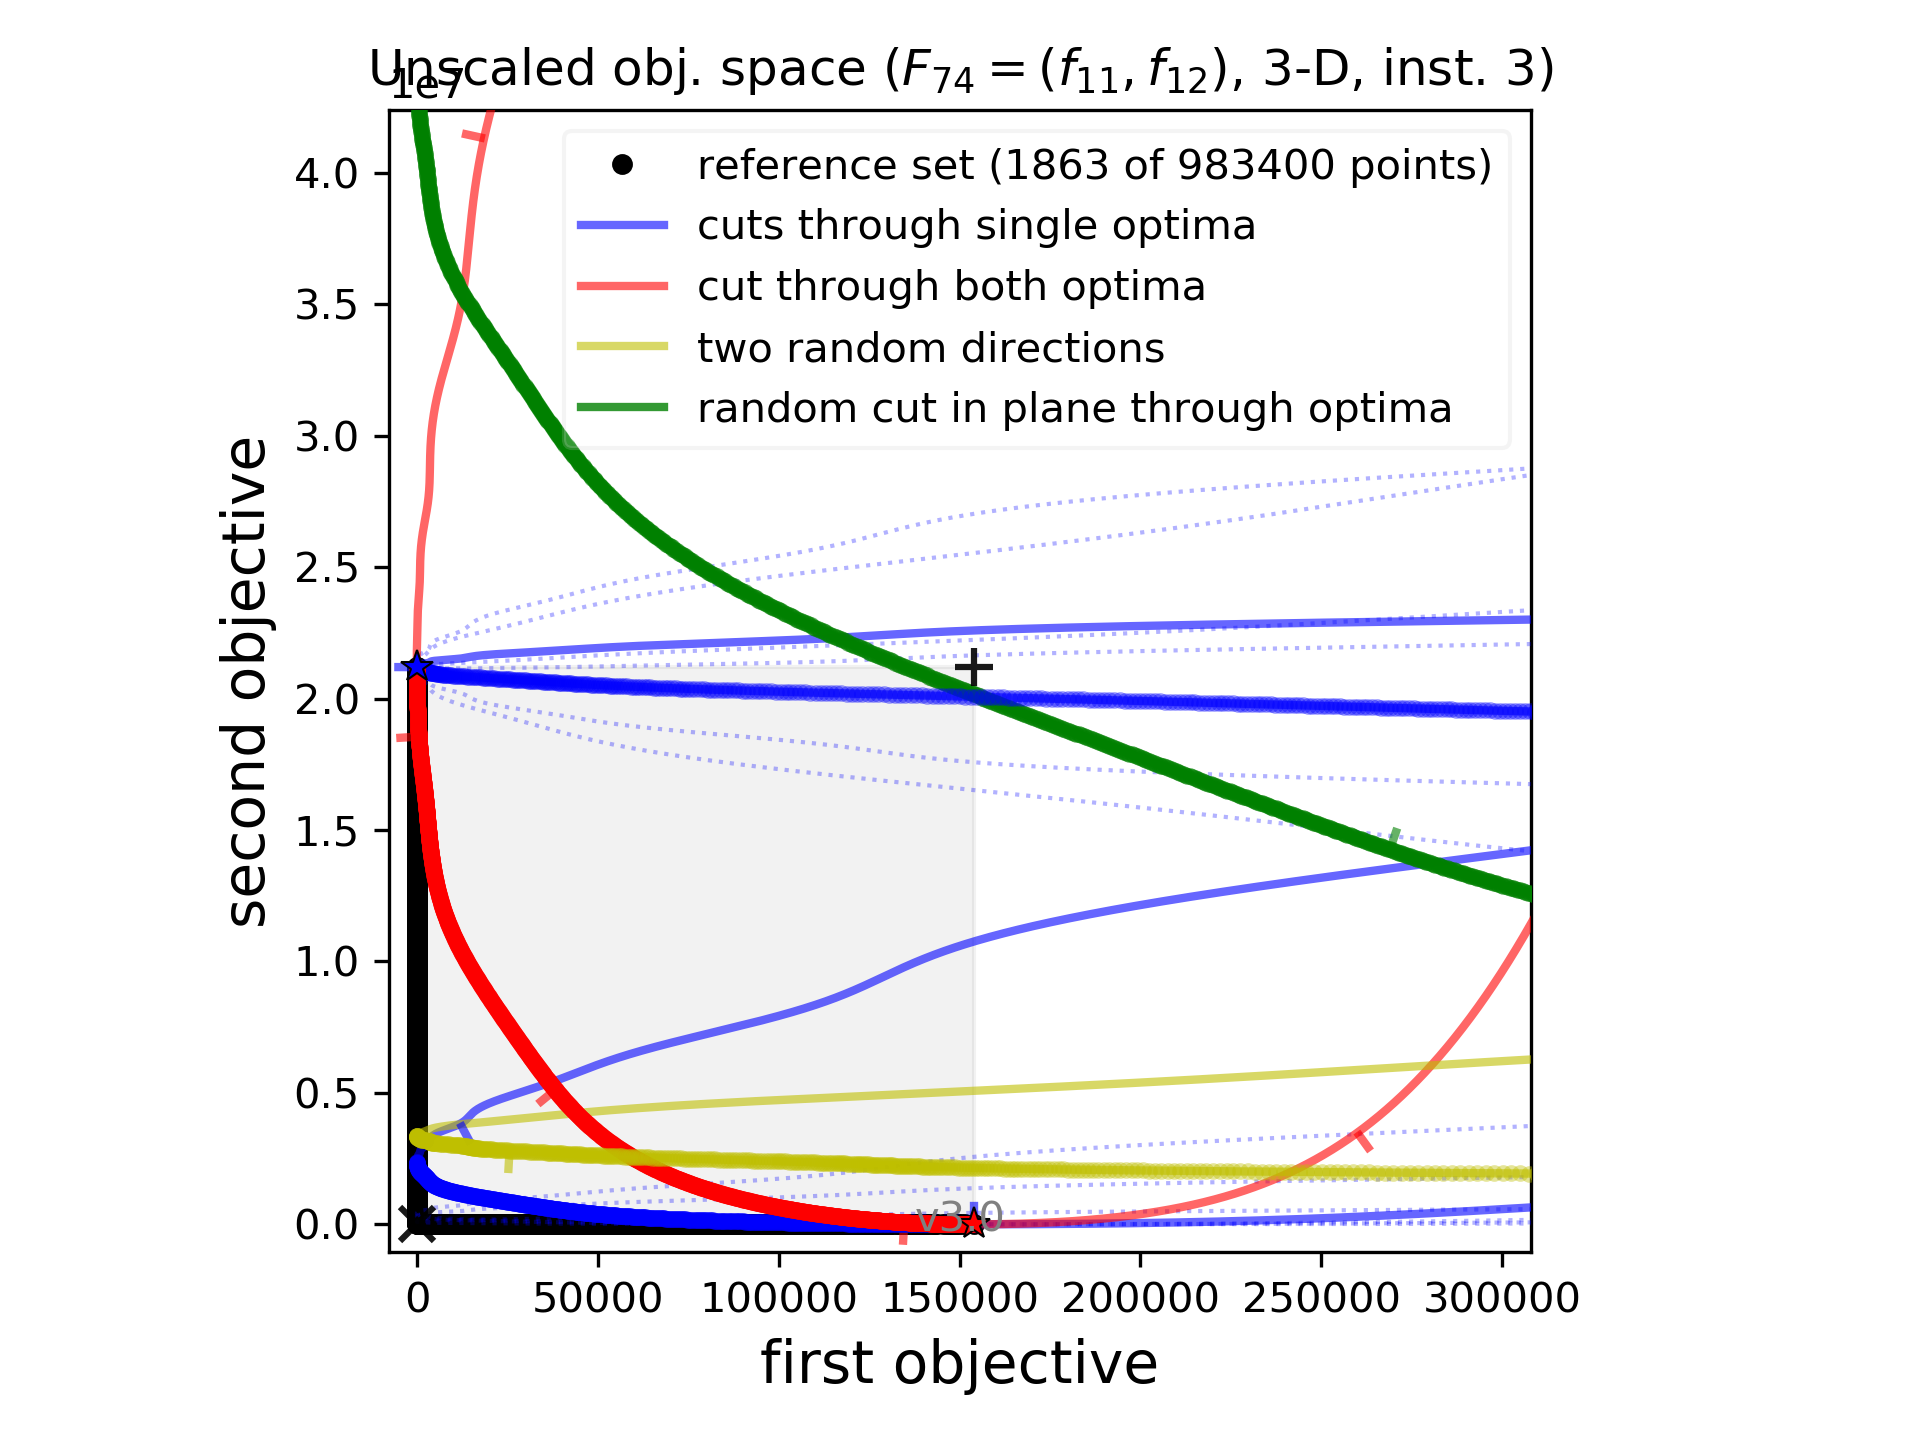 Unscaled obj. space (F74 = (f11, f12), 3-D, inst. 3)
1e7
reference set (1863 of 983400 points)
cuts through single optima
cut through both optima
two random directions
random cut in plane through optima
4.0
3.5
3.0
2.5
2.0
1.5
1.0
0.5
0.0
second objective
v3.0
0 50000 100000 150000 200000 250000 300000
first objective